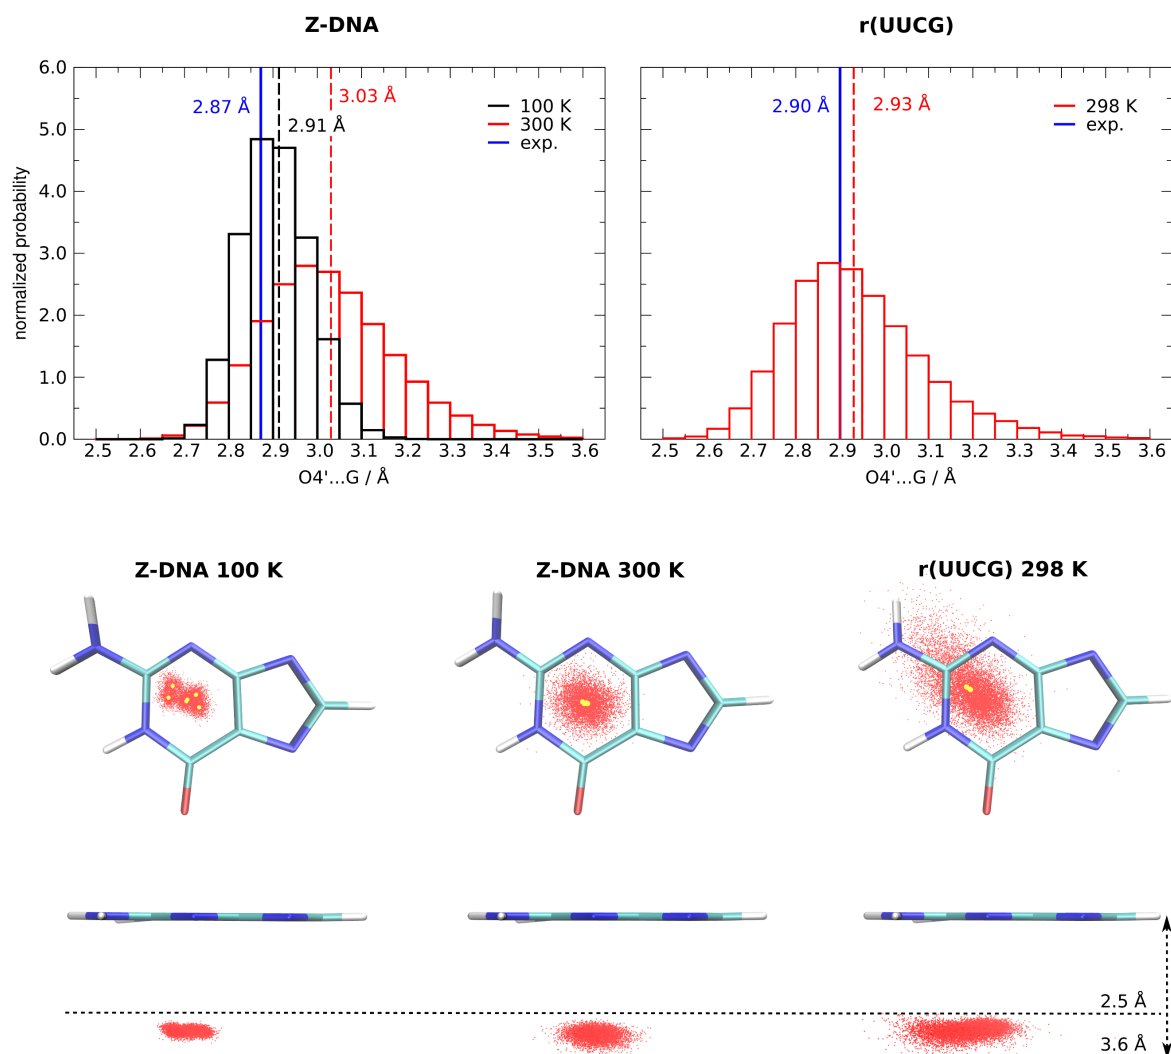 Z-DNA
r(UUCG)
normalized probability
6.0
5.0
4.0
3.0
2.0
1.0
0.0
2.87 Å
2.91 Å
3.03 Å
100 K
300 K
exp.
2.5 2.6 2.7 2.8 2.9 3.0 3.1 3.2 3.3 3.4 3.5 3.6
O4'...G / Å
2.90 Å
2.93 Å
298 K
exp.
2.5 2.6 2.7 2.8 2.9 3.0 3.1 3.2 3.3 3.4 3.5 3.6
O4'...G / Å
Z-DNA 100 K
Z-DNA 300 K
r(UUCG) 298 K
2.5 Å
3.6 Å